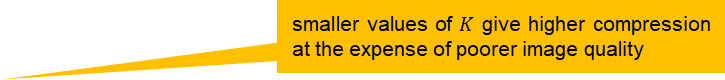 smaller values of K give higher compression
at the expense of poorer image quality